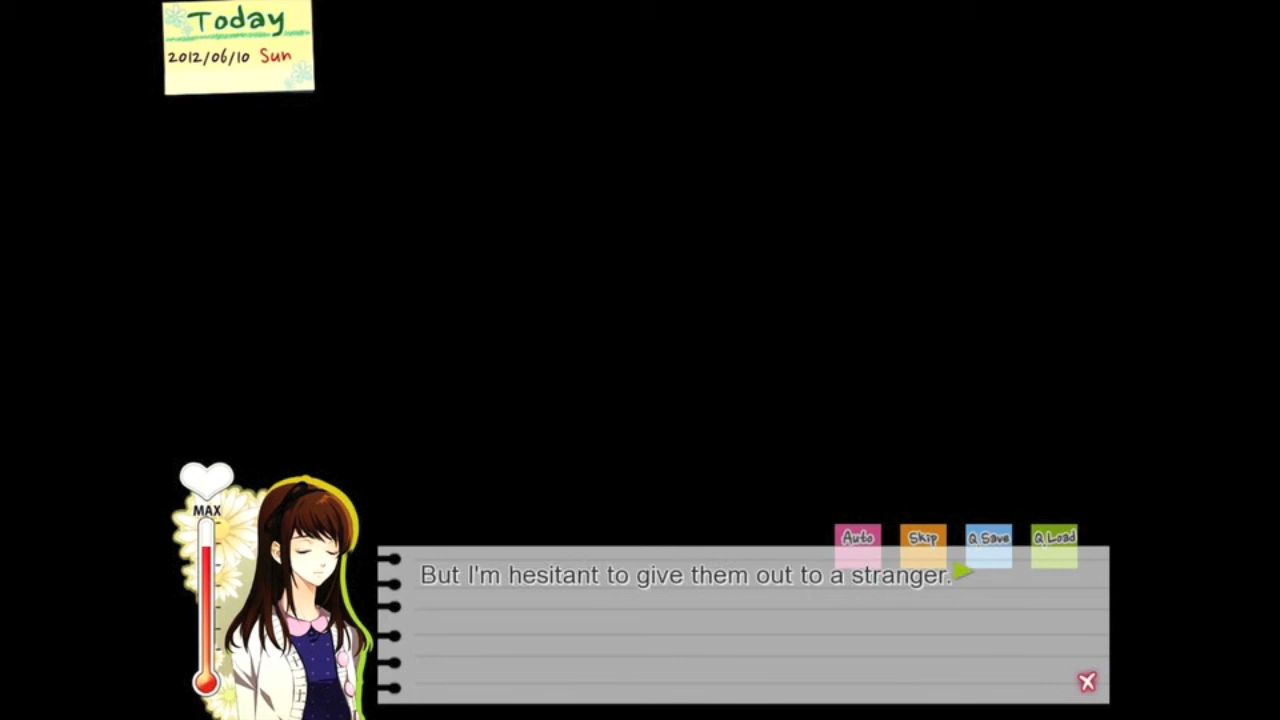 Today
2012/06/10 Sun
MAX
Auto
Skip
Q Save
Q Load
But I'm hesitant to give them out to a stranger.